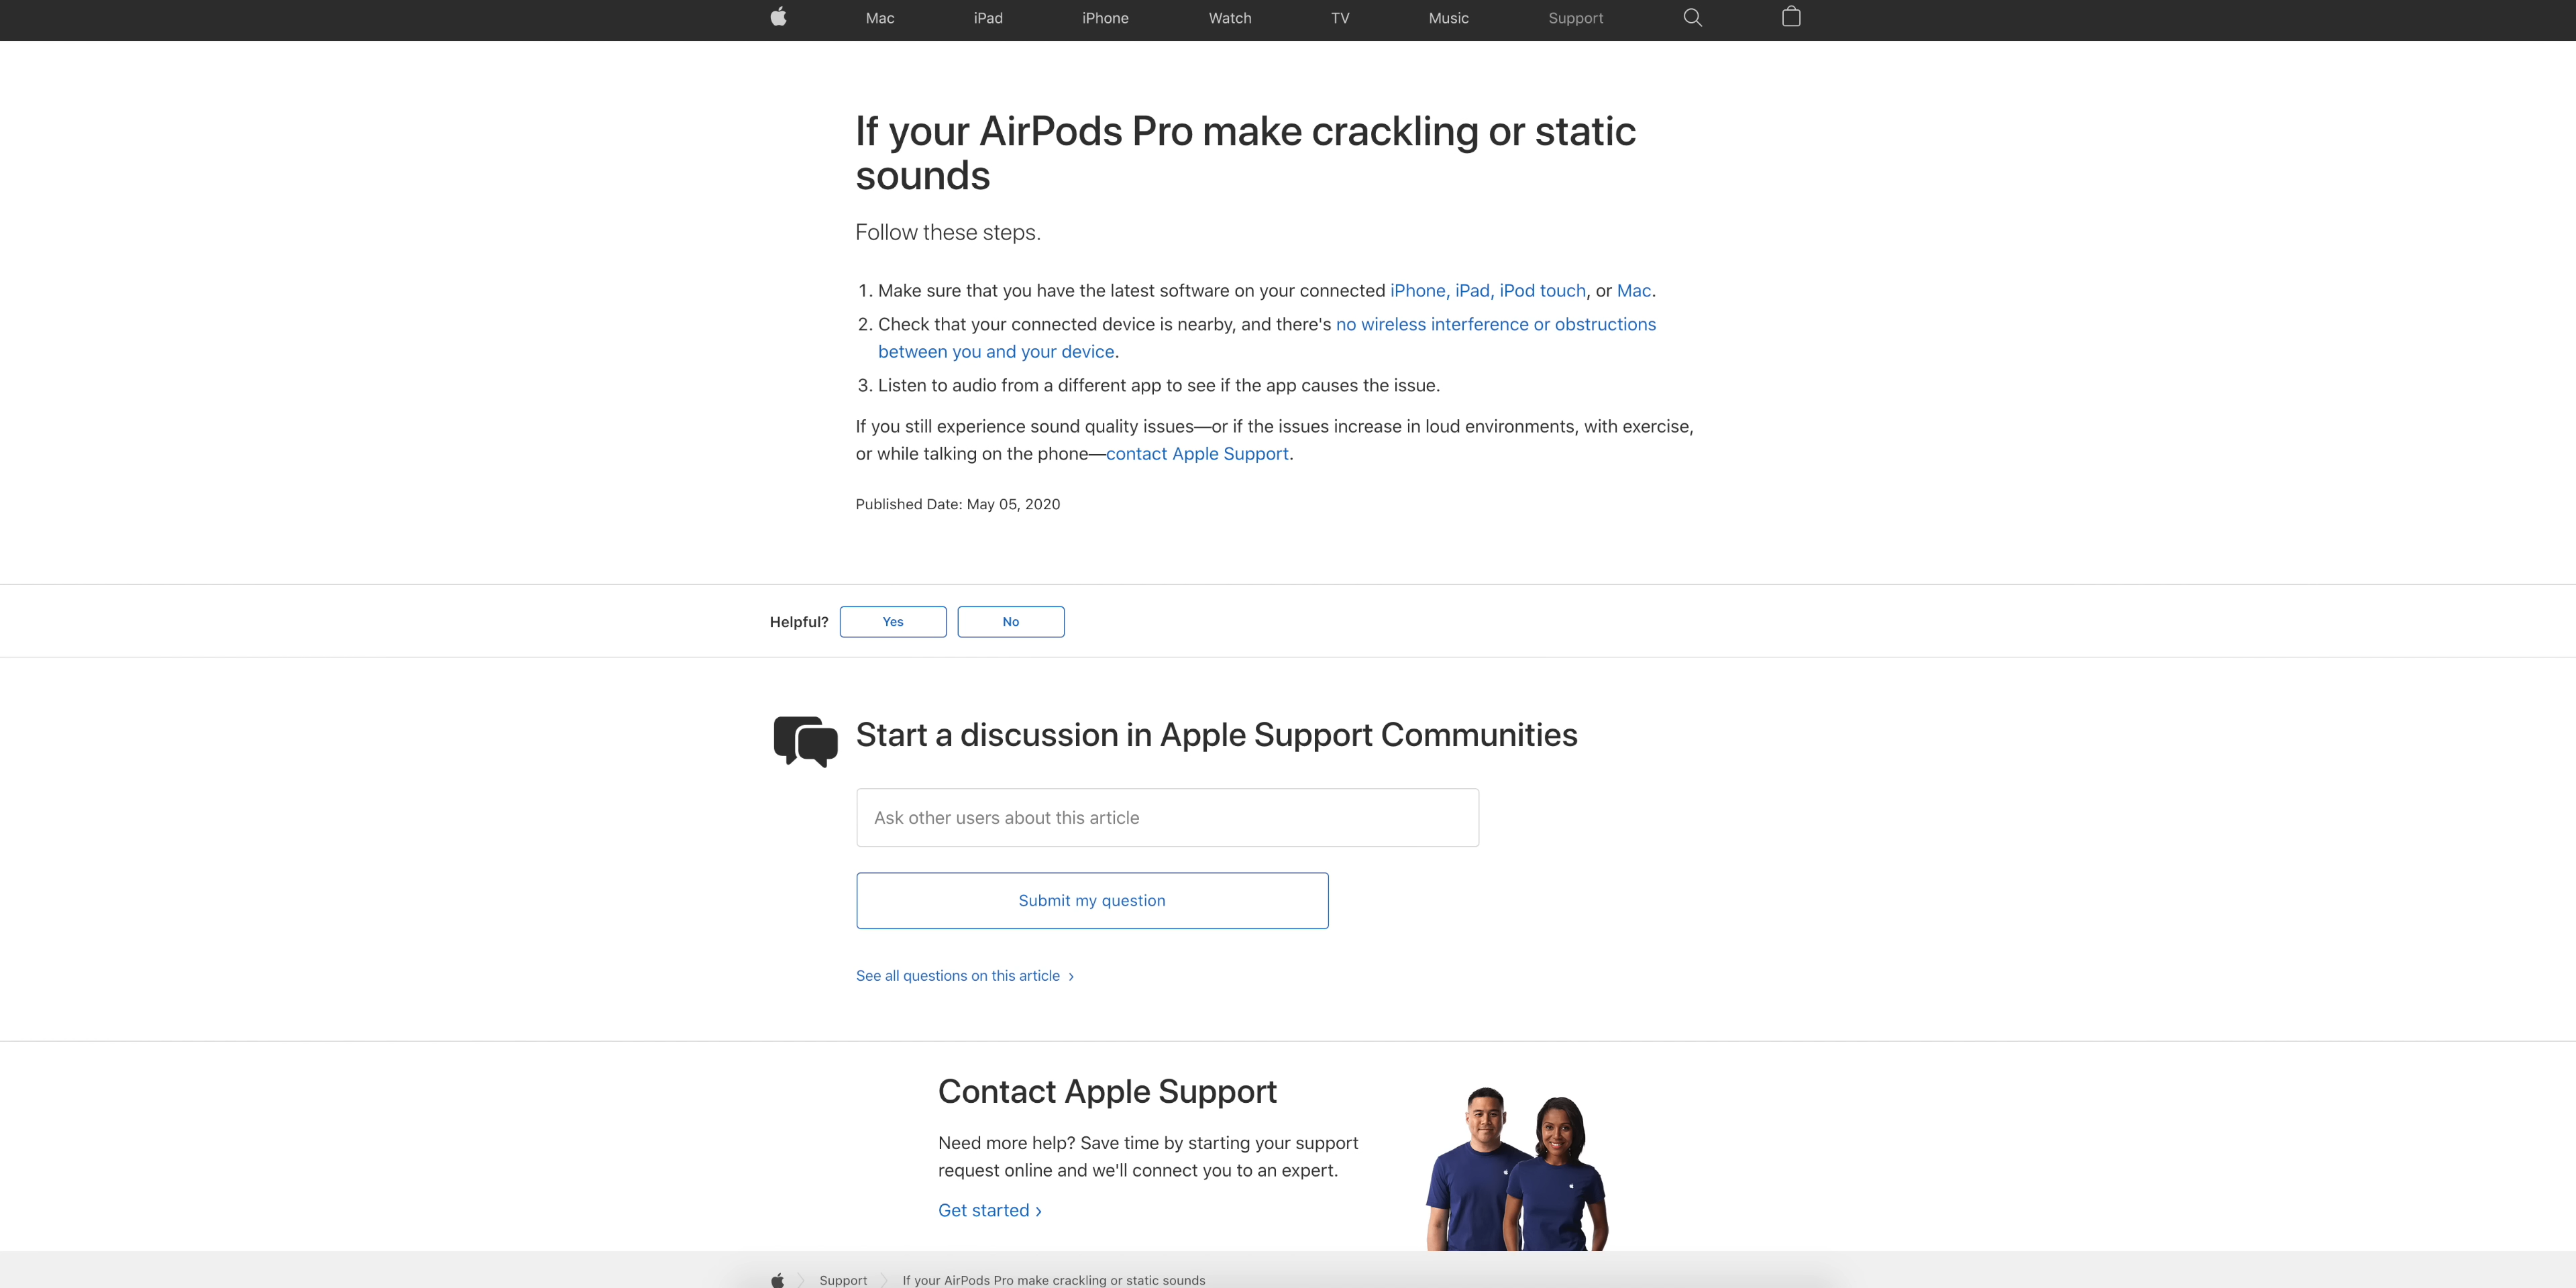 Mac iPad iPhone Watch TV Music Support
If your AirPods Pro make crackling or static
sounds
Follow these steps.
1. Make sure that you have the latest software on your connected iPhone, iPad, iPod touch, or Mac.
2. Check that your connected device is nearby, and there's no wireless interference or obstructions
between you and your device.
3. Listen to audio from a different app to see if the app causes the issue.
If you still experience sound quality issues—or if the issues increase in loud environments, with exercise,
or while talking on the phone—contact Apple Support.
Published Date: May 05, 2020
Helpful? Yes No
Start a discussion in Apple Support Communities
Ask other users about this article
Submit my question
See all questions on this article ›
Contact Apple Support
Need more help? Save time by starting your support
request online and we'll connect you to an expert.
Get started ›
Support If your AirPods Pro make crackling or static sounds